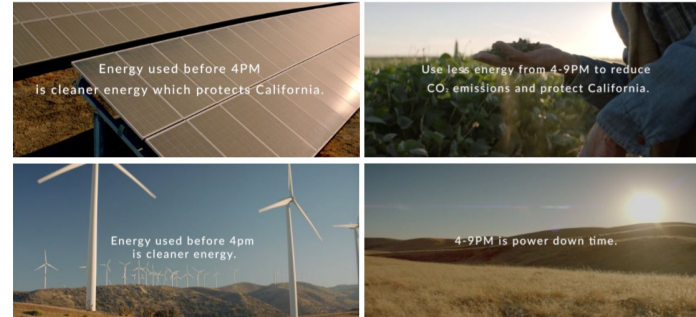 Energy used before 4PM
is cleaner energy which protects California.
Use less energy from 4-9PM to reduce
CO₂ emissions and protect California.
Energy used before 4pm
is cleaner energy.
4-9PM is power down time.